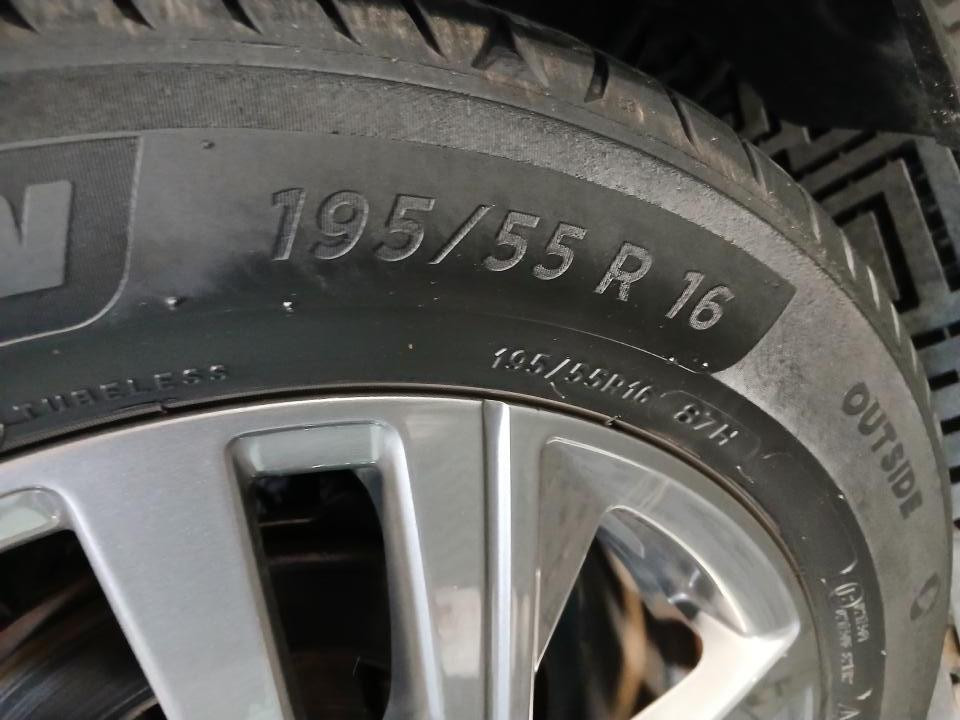 N
195/55 R 16
TUBELESS
195/55R16 87H
OUTSIDE